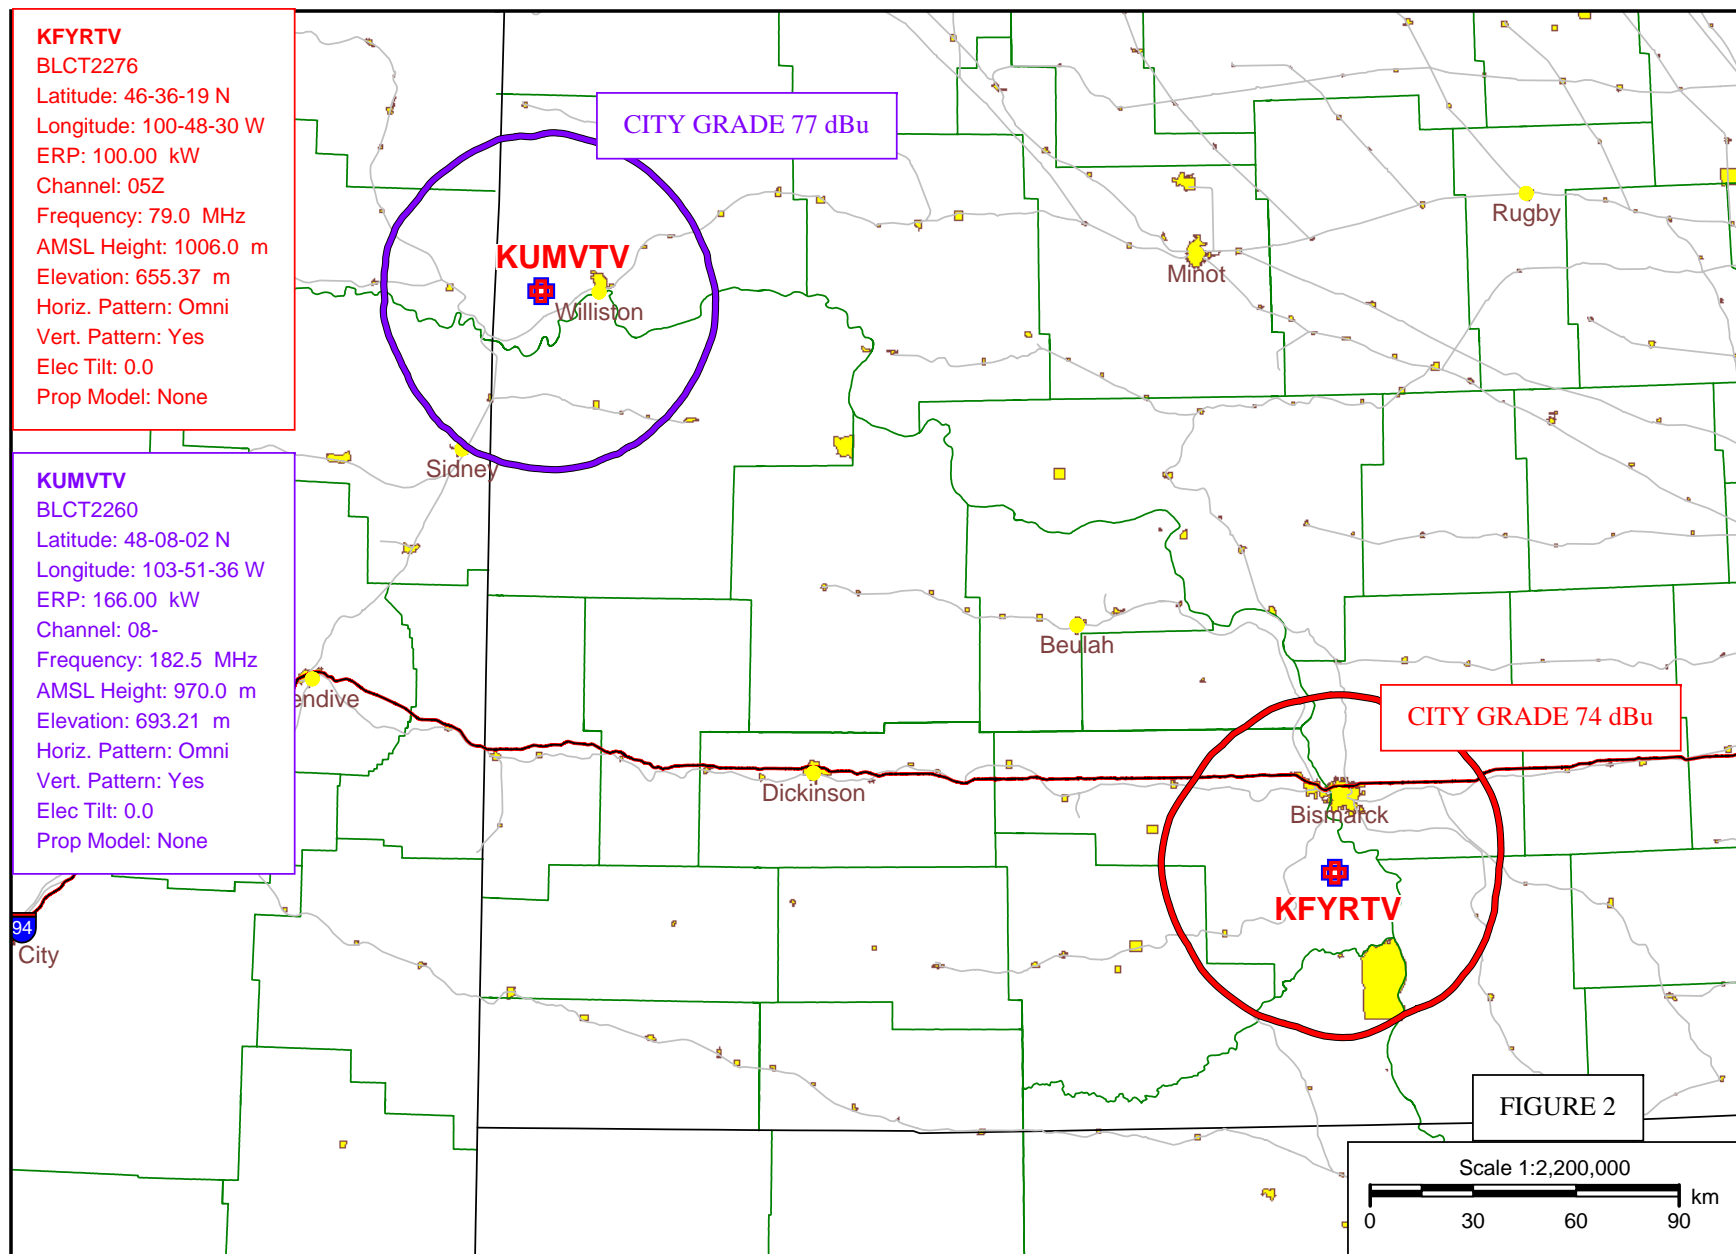 KFYRTV
BLCT2276
Latitude: 46-36-19 N
Longitude: 100-48-30 W
ERP: 100.00 kW
Channel: 05Z
Frequency: 79.0 MHz
AMSL Height: 1006.0 m
Elevation: 655.37 m
Horiz. Pattern: Omni
Vert. Pattern: Yes
Elec Tilt: 0.0
Prop Model: None
CITY GRADE 77 dBu
KUMVTV
Williston
Rugby
Minot
Sidney
KUMVTV
BLCT2260
Latitude: 48-08-02 N
Longitude: 103-51-36 W
ERP: 166.00 kW
Channel: 08-
Frequency: 182.5 MHz
AMSL Height: 970.0 m
Elevation: 693.21 m
Horiz. Pattern: Omni
Vert. Pattern: Yes
Elec Tilt: 0.0
Prop Model: None
Beulah
endive
CITY GRADE 74 dBu
Dickinson
Bismarck
KFYRTV
94
City
FIGURE 2
Scale 1:2,200,000
km
0 30 60 90